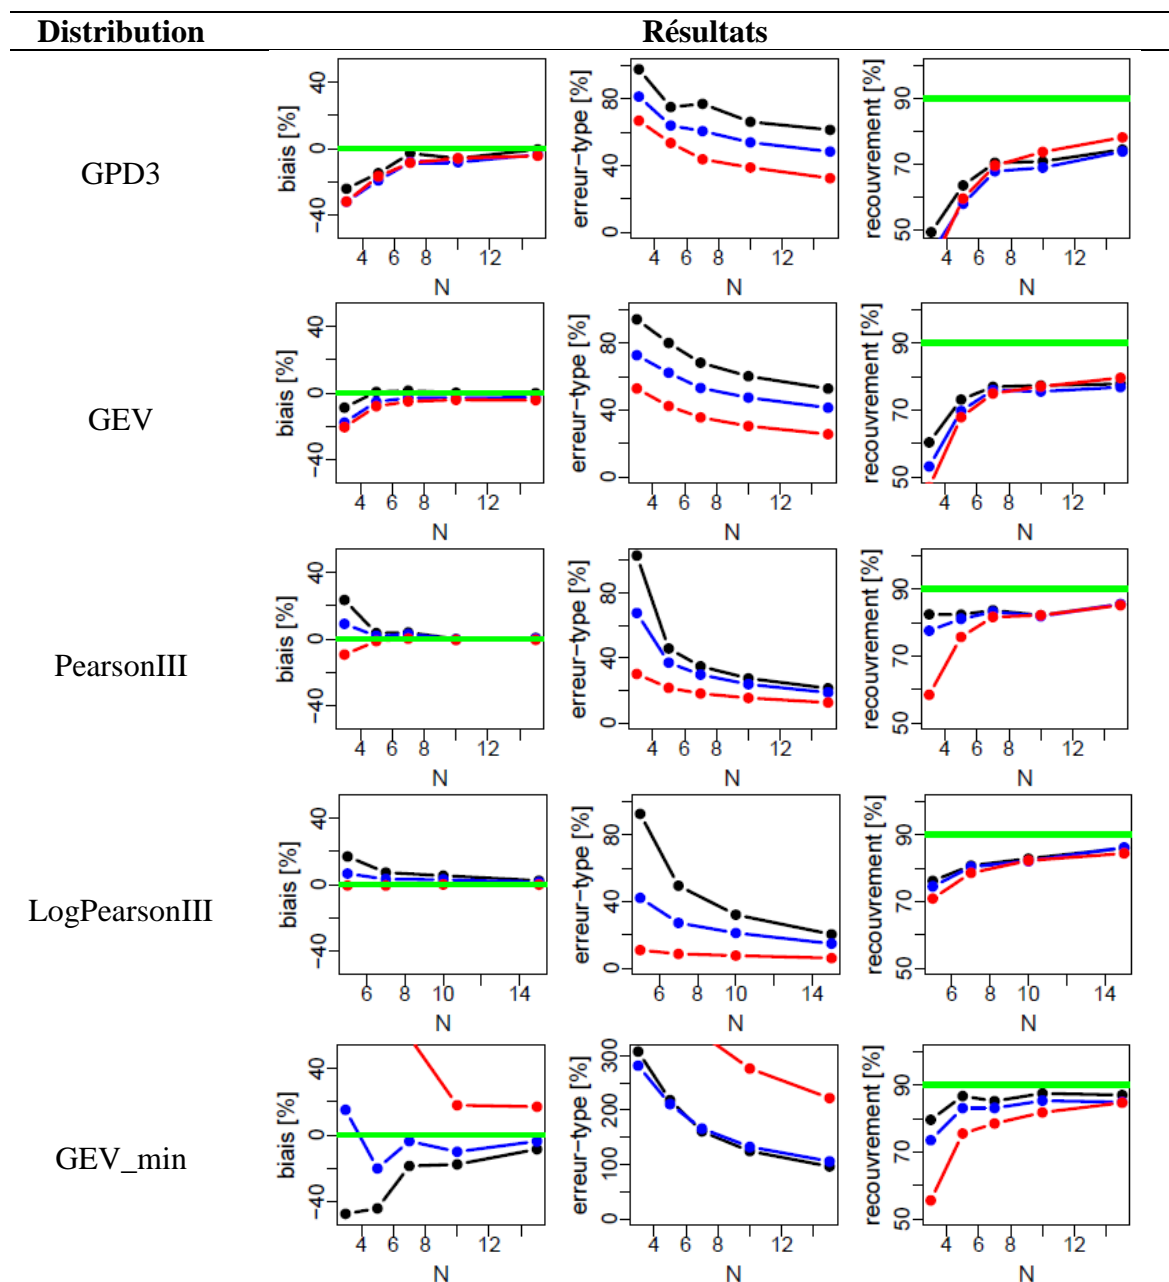 Distribution Résultats
GPD3
biais [%]
40
0
−40
4 6 8 12
N
erreur−type [%]
80
40
0
4 6 8 12
N
recouvrement [%]
90
70
50
4 6 8 12
N
GEV
biais [%]
40
0
−40
4 6 8 12
N
erreur−type [%]
80
40
0
4 6 8 12
N
recouvrement [%]
90
70
50
4 6 8 12
N
PearsonIII
biais [%]
40
0
−40
4 6 8 12
N
erreur−type [%]
80
40
0
4 6 8 12
N
recouvrement [%]
90
70
50
4 6 8 12
N
LogPearsonIII
biais [%]
40
0
−40
6 8 10 14
N
erreur−type [%]
80
40
0
6 8 10 14
N
recouvrement [%]
90
70
50
6 8 10 14
N
GEV_min
biais [%]
40
0
−40
4 6 8 12
N
erreur−type [%]
300
200
100
0
4 6 8 12
N
recouvrement [%]
90
70
50
4 6 8 12
N